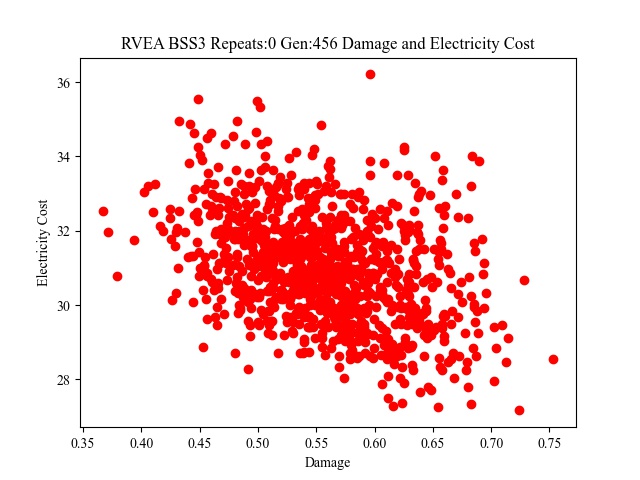 RVEA BSS3 Repeats:0 Gen:456 Damage and Electricity Cost
36
34
32
30
28
Electricity Cost
0.35 0.40 0.45 0.50 0.55 0.60 0.65 0.70 0.75
Damage